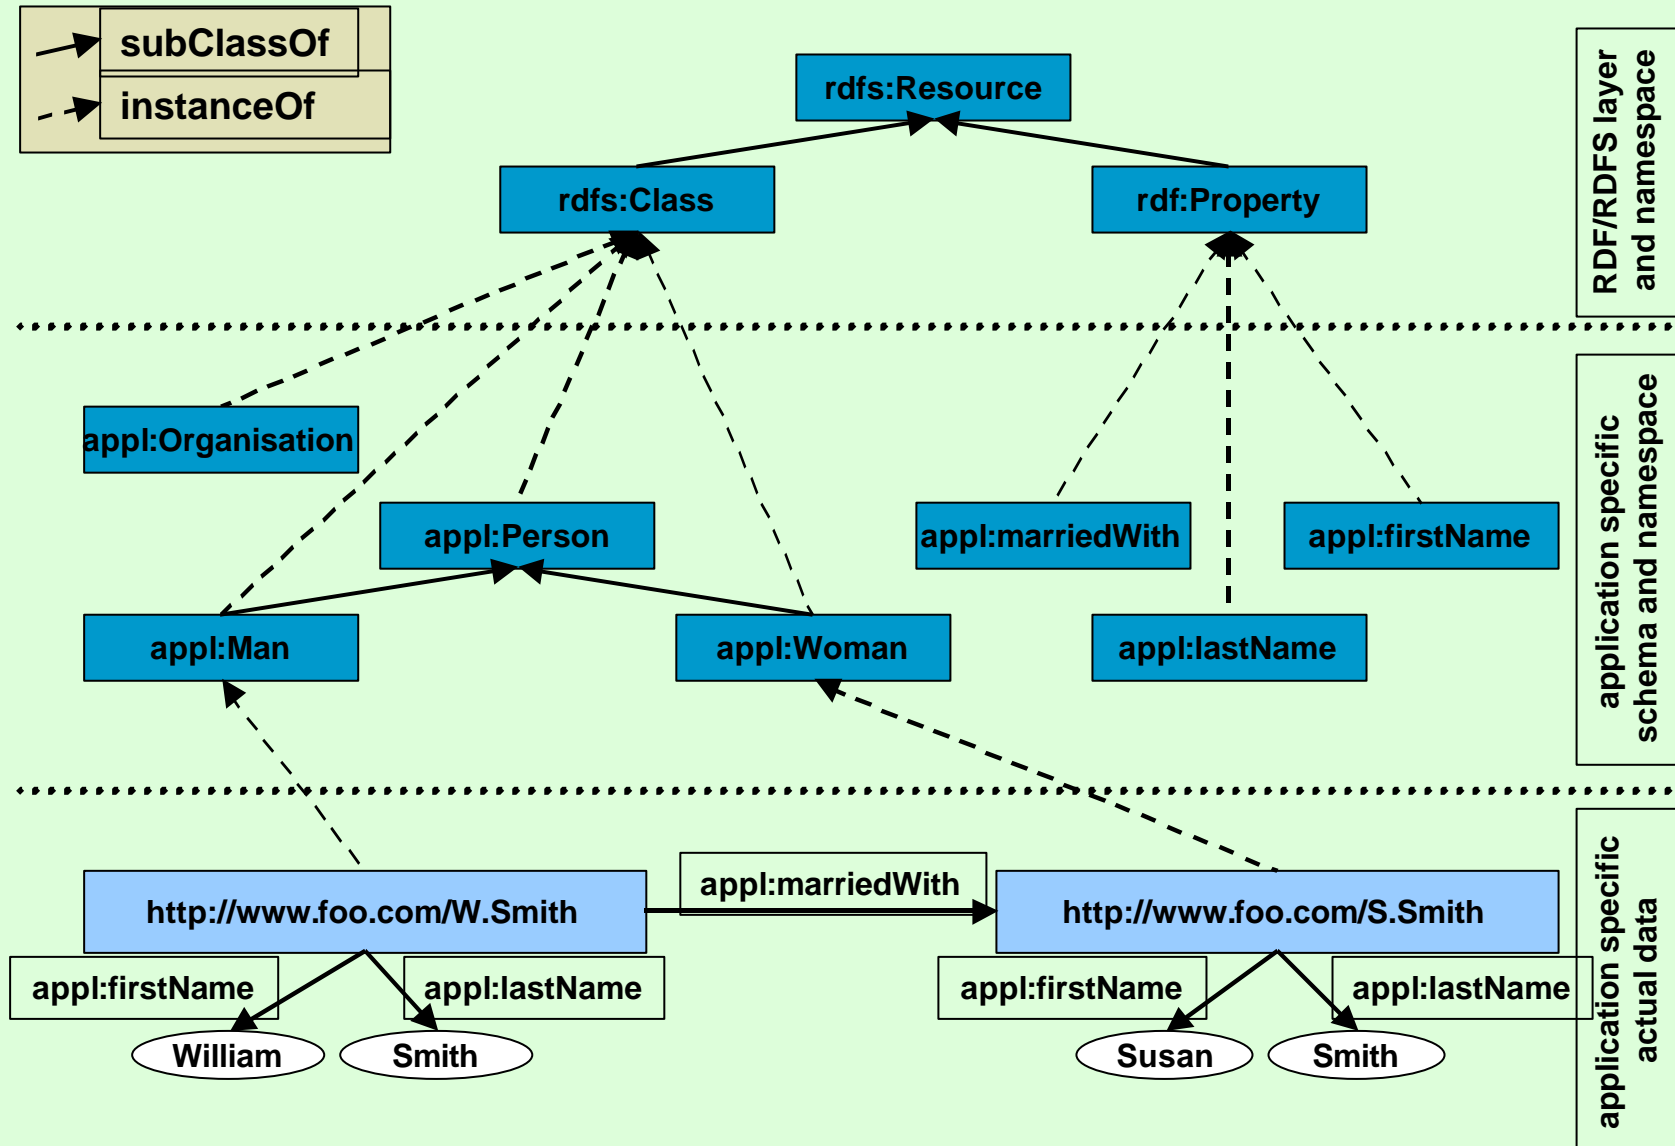 subClassOf
instanceOf
rdfs:Resource
rdfs:Class
rdf:Property
RDF/RDFS layer
and namespace
appl:Organisation
appl:Person
appl:marriedWith
appl:firstName
appl:Man
appl:Woman
appl:lastName
application specific
schema and namespace
http://www.foo.com/W.Smith
appl:marriedWith
http://www.foo.com/S.Smith
appl:firstName
appl:lastName
appl:firstName
appl:lastName
William
Smith
Susan
Smith
application specific
actual data